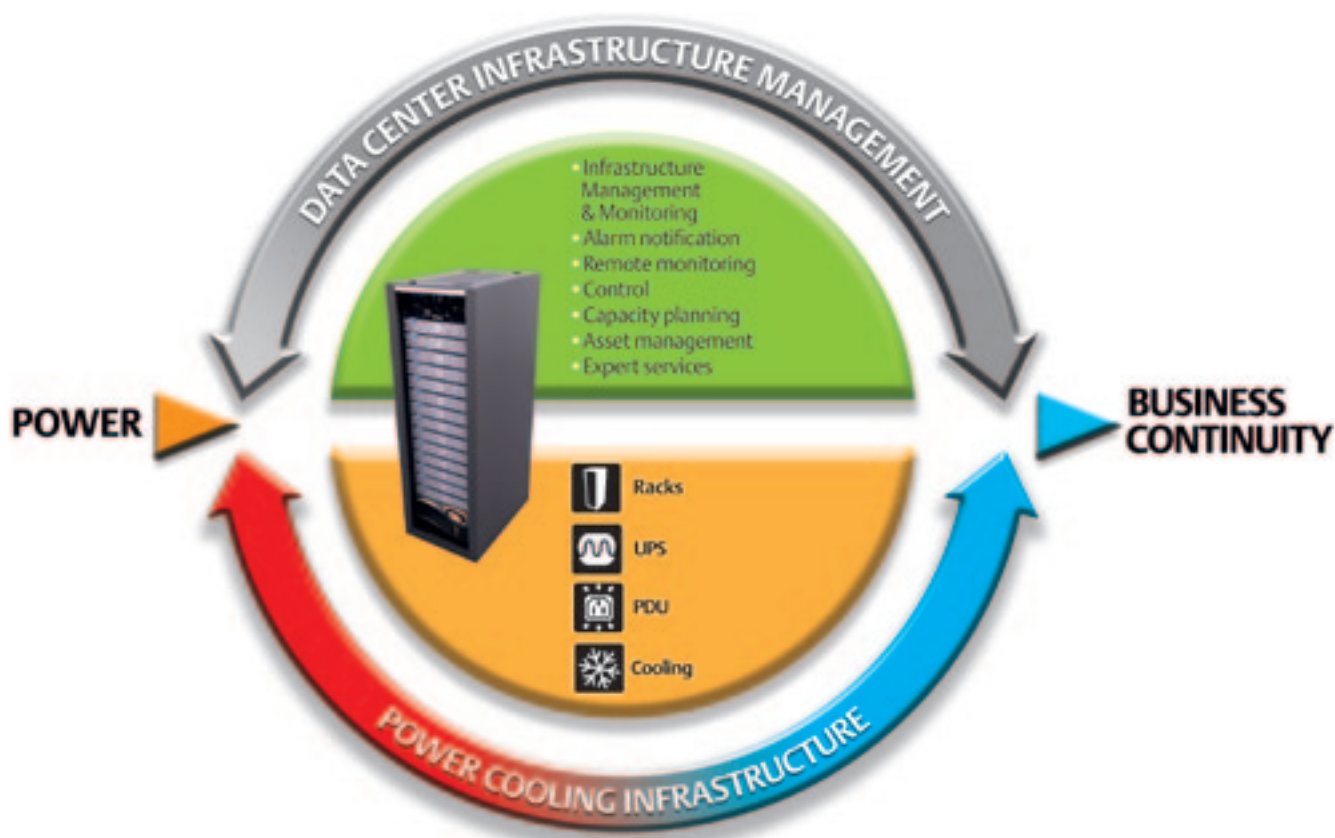 DATA CENTER INFRASTRUCTURE MANAGEMENT
• Infrastructure
Management
& Monitoring
• Alarm notification
• Remote monitoring
• Control
• Capacity planning
• Asset management
• Expert services
POWER
BUSINESS
CONTINUITY
Racks
UPS
PDU
Cooling
POWER COOLING INFRASTRUCTURE